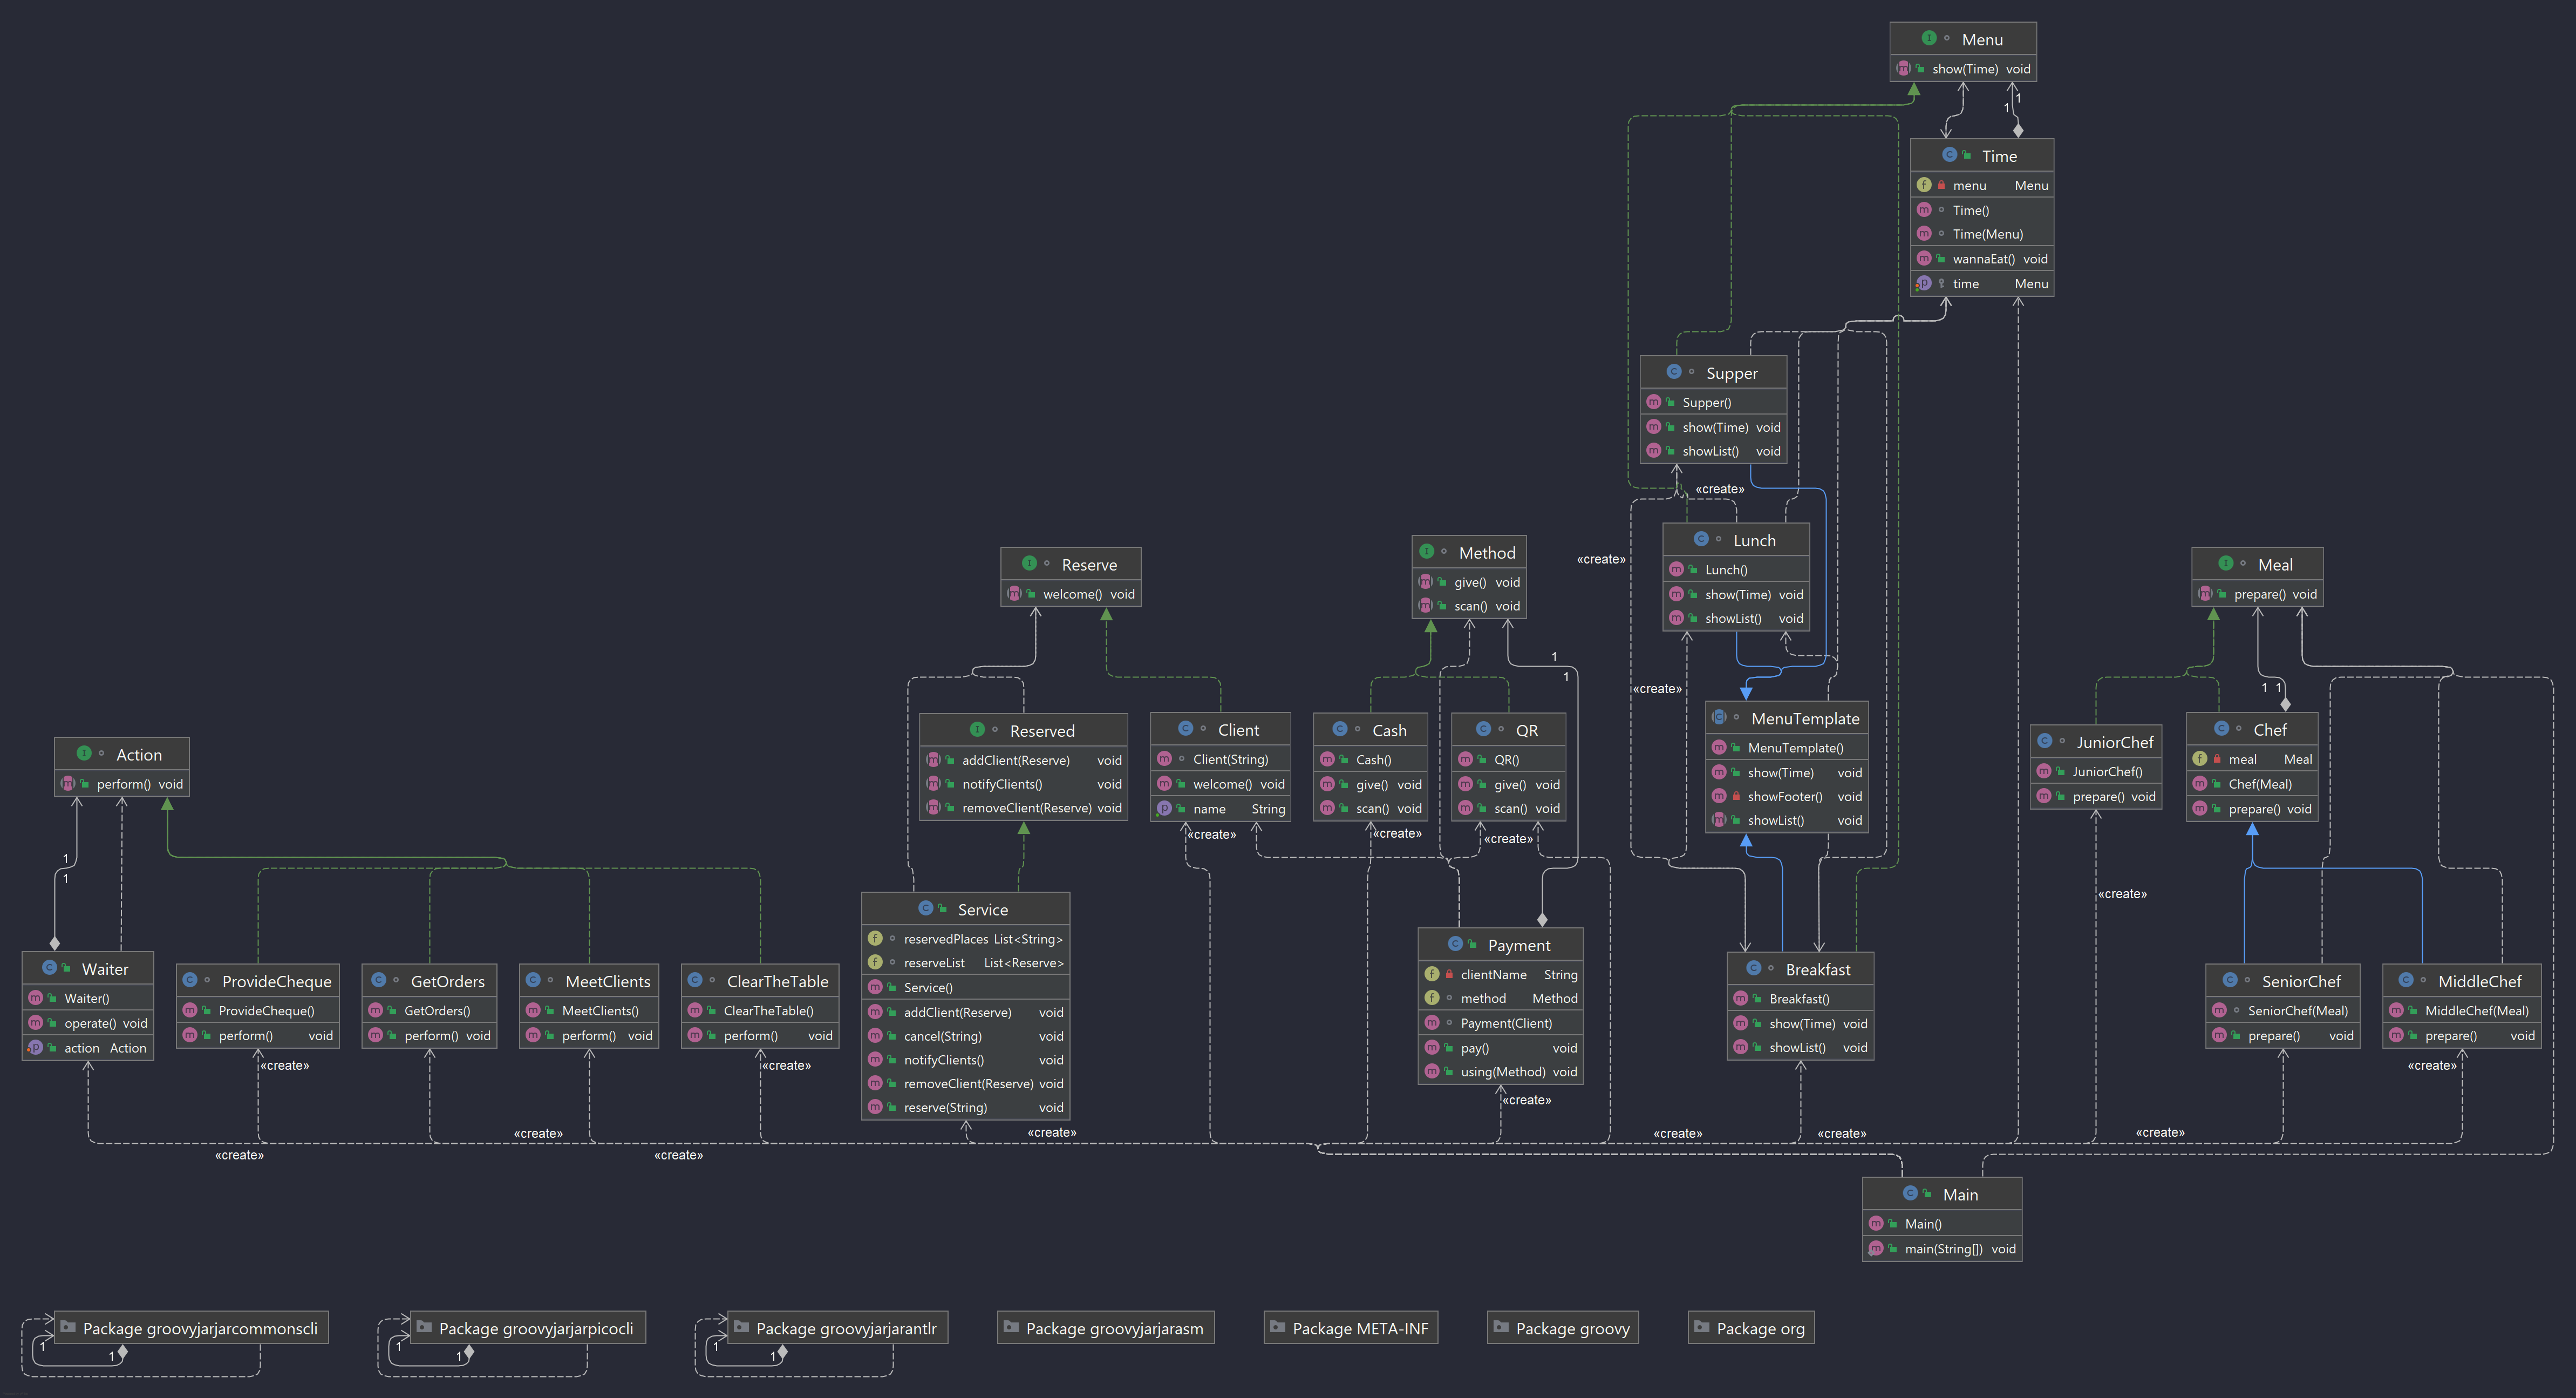 Menu
show(Time) void
1
1
Time
menu Menu
Time()
Time(Menu)
wannaEat() void
time Menu
Supper
Supper()
show(Time) void
showList() void
«create»
Lunch
Lunch()
show(Time) void
showList() void
«create»
«create»
Reserve
welcome() void
Method
give() void
scan() void
1
1
Meal
prepare() void
1 1
Action
perform() void
1
1
Reserved
addClient(Reserve) void
notifyClients() void
removeClient(Reserve) void
Client
Client(String)
welcome() void
name String
«create»
Cash
Cash()
give() void
scan() void
«create»
QR
QR()
give() void
scan() void
«create»
MenuTemplate
MenuTemplate()
show(Time) void
showFooter() void
showList() void
JuniorChef
JuniorChef()
prepare() void
«create»
Chef
meal Meal
Chef(Meal)
prepare() void
Waiter
Waiter()
operate() void
action Action
ProvideCheque
ProvideCheque()
perform() void
«create»
GetOrders
GetOrders()
perform() void
MeetClients
MeetClients()
perform() void
ClearTheTable
ClearTheTable()
perform() void
«create»
Service
reservedPlaces List<String>
reserveList List<Reserve>
Service()
addClient(Reserve) void
cancel(String) void
notifyClients() void
removeClient(Reserve) void
reserve(String) void
Payment
clientName String
method Method
Payment(Client)
pay() void
using(Method) void
«create»
Breakfast
Breakfast()
show(Time) void
showList() void
SeniorChef
SeniorChef(Meal)
prepare() void
MiddleChef
MiddleChef(Meal)
prepare() void
«create»
«create»
«create»
«create»
«create»
«create»
«create»
«create»
Main
Main()
main(String[]) void
Package groovyjarjarcommonscli
1 1
Package groovyjarjarpicocli
1 1
Package groovyjarjarantlr
1 1
Package groovyjarjarasm
Package META-INF
Package groovy
Package org